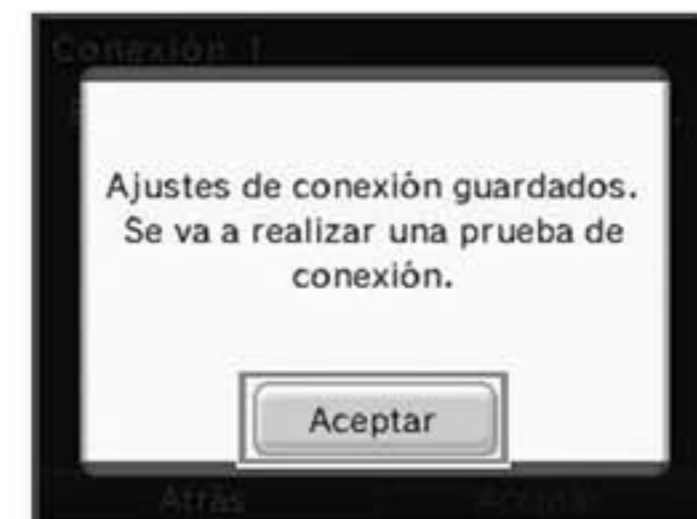 Conexión 1
Ajustes de conexión guardados.
Se va a realizar una prueba de
conexión.
Aceptar
Atrás